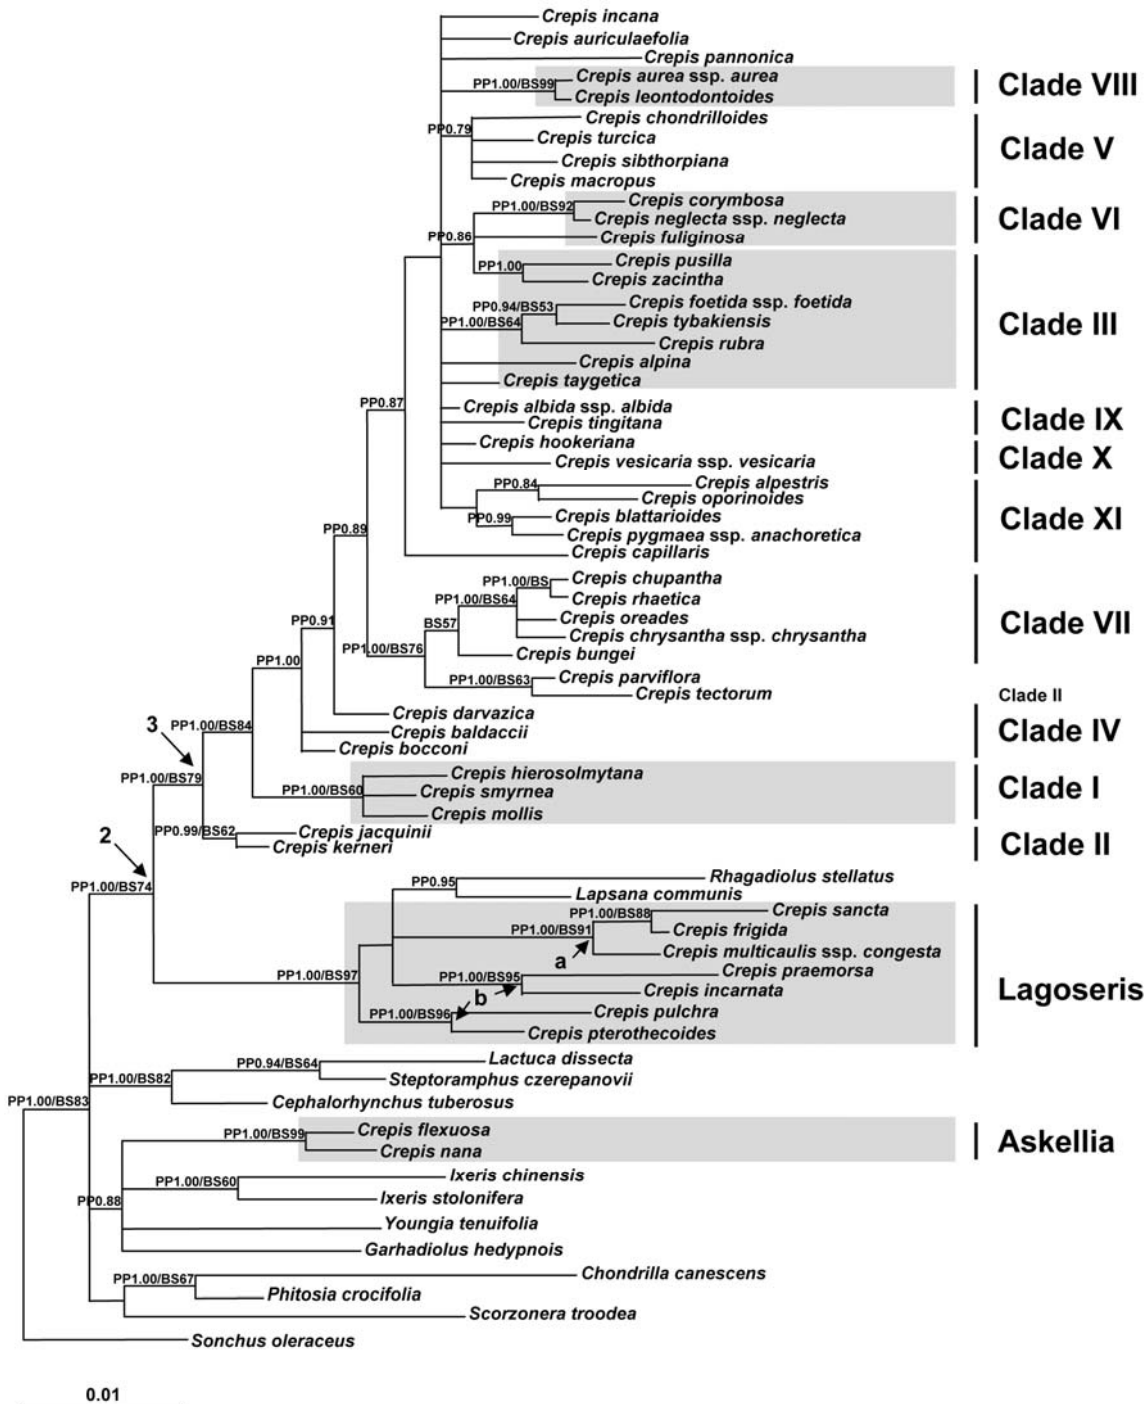 Crepis incana
Crepis auriculaefolia
Crepis pannonica
PP1.00/BS99
Crepis aurea ssp. aurea
Crepis leontodontoides
Clade VIII
Crepis chondrilloides
PP0.79
Crepis turcica
Crepis sibthorpiana
Crepis macropus
Clade V
PP1.00/BS92
Crepis corymbosa
Crepis neglecta ssp. neglecta
PP0.86
Crepis fuliginosa
Clade VI
PP1.00
Crepis pusilla
Crepis zacintha
PP0.94/BS53
Crepis foetida ssp. foetida
PP1.00/BS64
Crepis tybakiensis
Crepis rubra
Crepis alpina
Crepis taygetica
Clade III
PP0.87
Crepis albida ssp. albida
Crepis tingitana
Clade IX
Crepis hookeriana
Crepis vesicaria ssp. vesicaria
Clade X
PP0.84
Crepis alpestris
Crepis oporinoides
PP0.99
Crepis blattarioides
Crepis pygmaea ssp. anachoretica
Crepis capillaris
Clade XI
PP0.89
PP1.00/BS
Crepis chupantha
PP1.00/BS64
Crepis rhaetica
Crepis oreades
BS57
Crepis chrysantha ssp. chrysantha
PP1.00/BS76
Crepis bungei
Clade VII
PP0.91
PP1.00/BS63
Crepis parviflora
Crepis tectorum
Clade II
PP1.00
Crepis darvazica
Crepis baldaccii
Crepis bocconi
Clade IV
3
PP1.00/BS84
PP1.00/BS79
PP1.00/BS60
Crepis hierosolmytana
Crepis smyrnea
Crepis mollis
Clade I
2
PP0.99/BS62
Crepis jacquinii
Crepis kerneri
Clade II
PP1.00/BS74
PP0.95
Rhagadiolus stellatus
Lapsana communis
PP1.00/BS88
Crepis sancta
PP1.00/BS91
Crepis frigida
a
Crepis multicaulis ssp. congesta
PP1.00/BS97
PP1.00/BS95
Crepis praemorsa
Crepis incarnata
b
PP1.00/BS96
Crepis pulchra
Crepis pterothecoides
Lagoseris
PP0.94/BS64
Lactuca dissecta
PP1.00/BS82
Steptoramphus czerepanovii
Cephalorhynchus tuberosus
PP1.00/BS83
PP1.00/BS99
Crepis flexuosa
Crepis nana
Askellia
PP1.00/BS60
Ixeris chinensis
PP0.88
Ixeris stolonifera
Youngia tenuifolia
Garhadiolus hedypnois
PP1.00/BS67
Chondrilla canescens
Phitosia crocifolia
Scorzonera troodea
Sonchus oleraceus
0.01